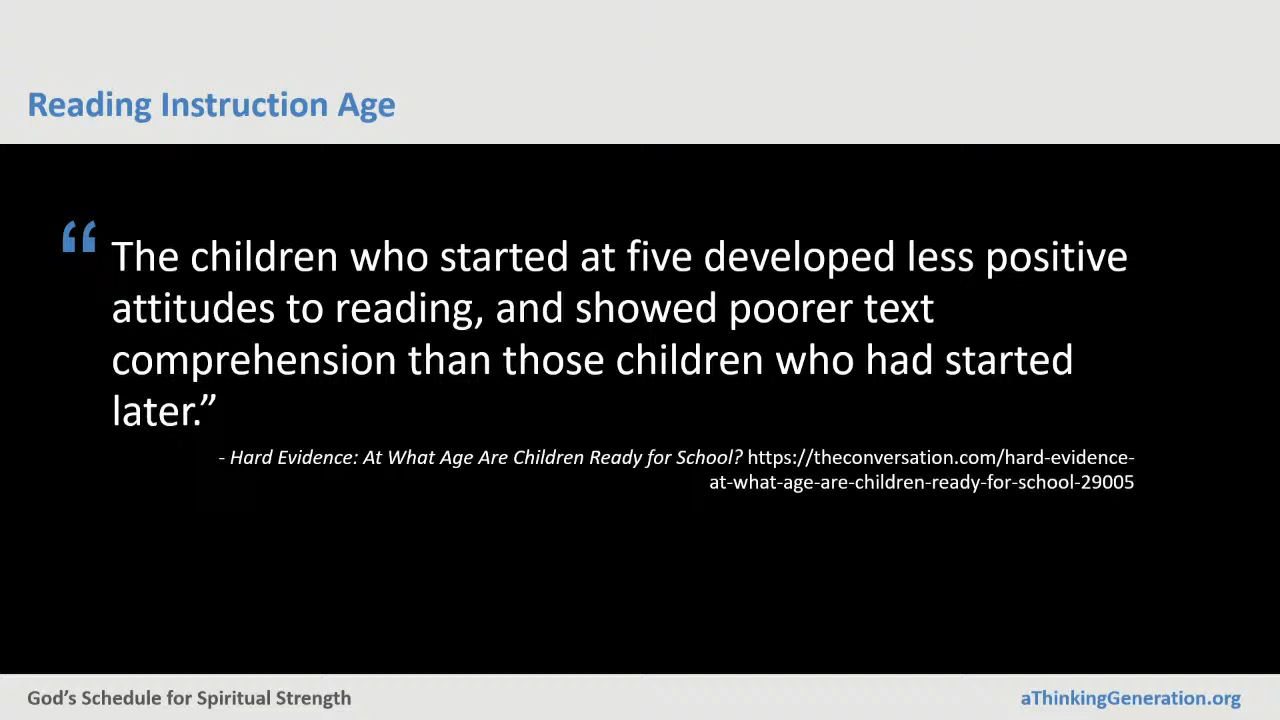 Reading Instruction Age
“The children who started at five developed less positive
attitudes to reading, and showed poorer text
comprehension than those children who had started
later.”
- Hard Evidence: At What Age Are Children Ready for School? https://theconversation.com/hard-evidence-
at-what-age-are-children-ready-for-school-29005
God’s Schedule for Spiritual Strength
aThinkingGeneration.org